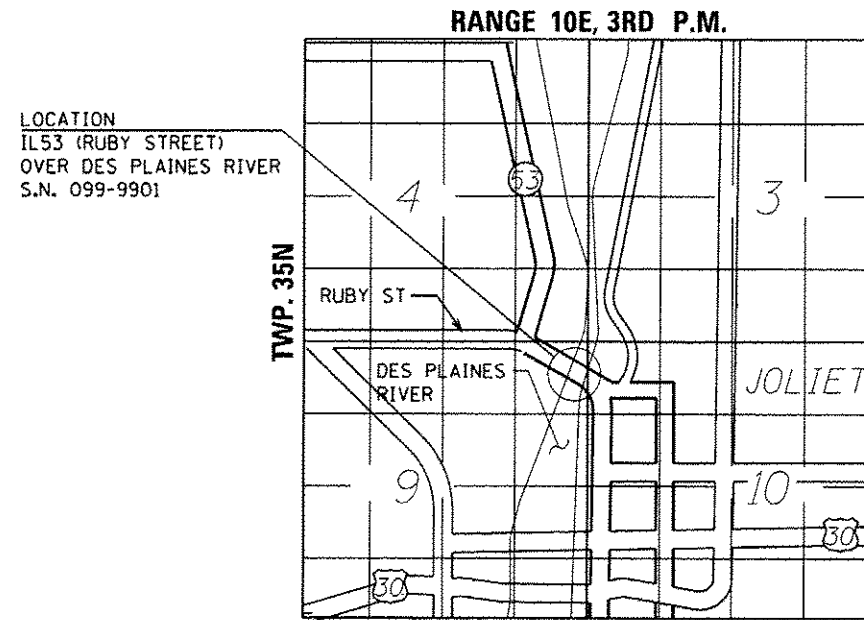 RANGE 10E, 3RD P.M.
LOCATION
IL53 (RUBY STREET)
OVER DES PLAINES RIVER
S.N. 099-9901
TWP. 35N
53
4
3
RUBY ST
DES PLAINES
RIVER
JOLIET
9
10
30
30